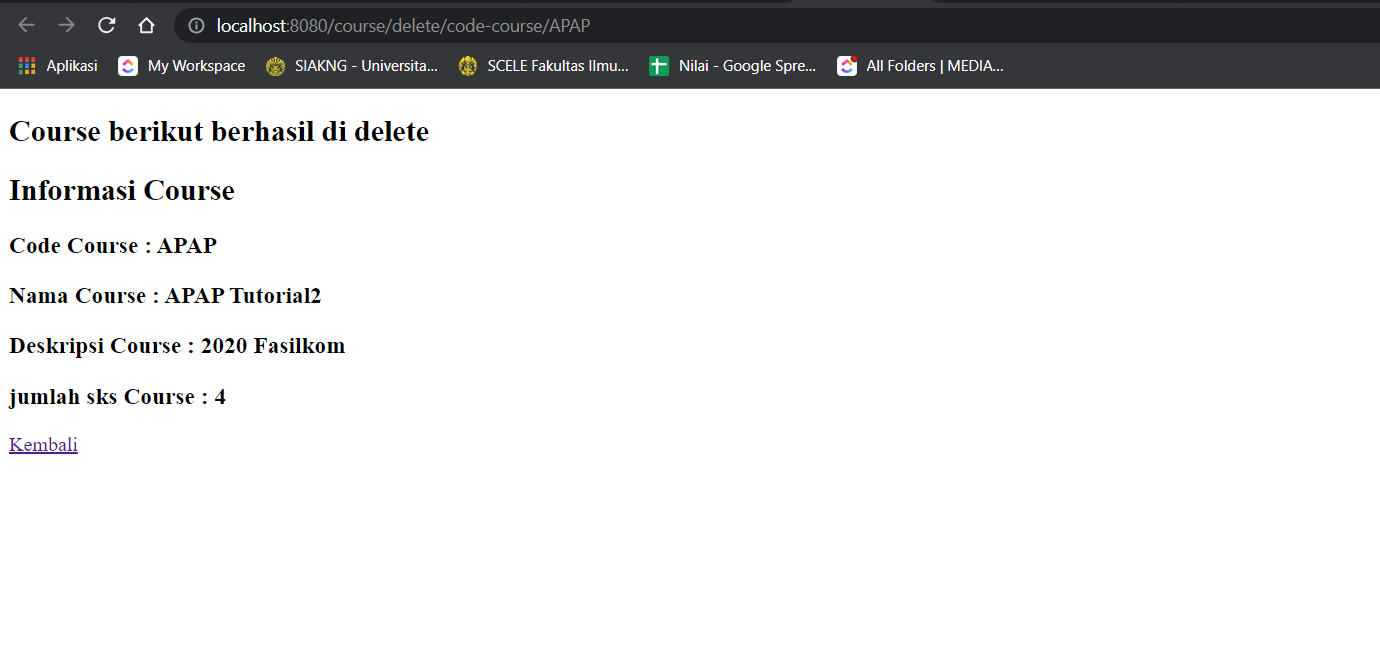 localhost:8080/course/delete/code-course/APAP
Aplikasi My Workspace SIAKNG - Universita... SCELE Fakultas Ilmu... Nilai - Google Spre... All Folders | MEDIA...
Course berikut berhasil di delete
Informasi Course
Code Course : APAP
Nama Course : APAP Tutorial2
Deskripsi Course : 2020 Fasilkom
jumlah sks Course : 4
Kembali